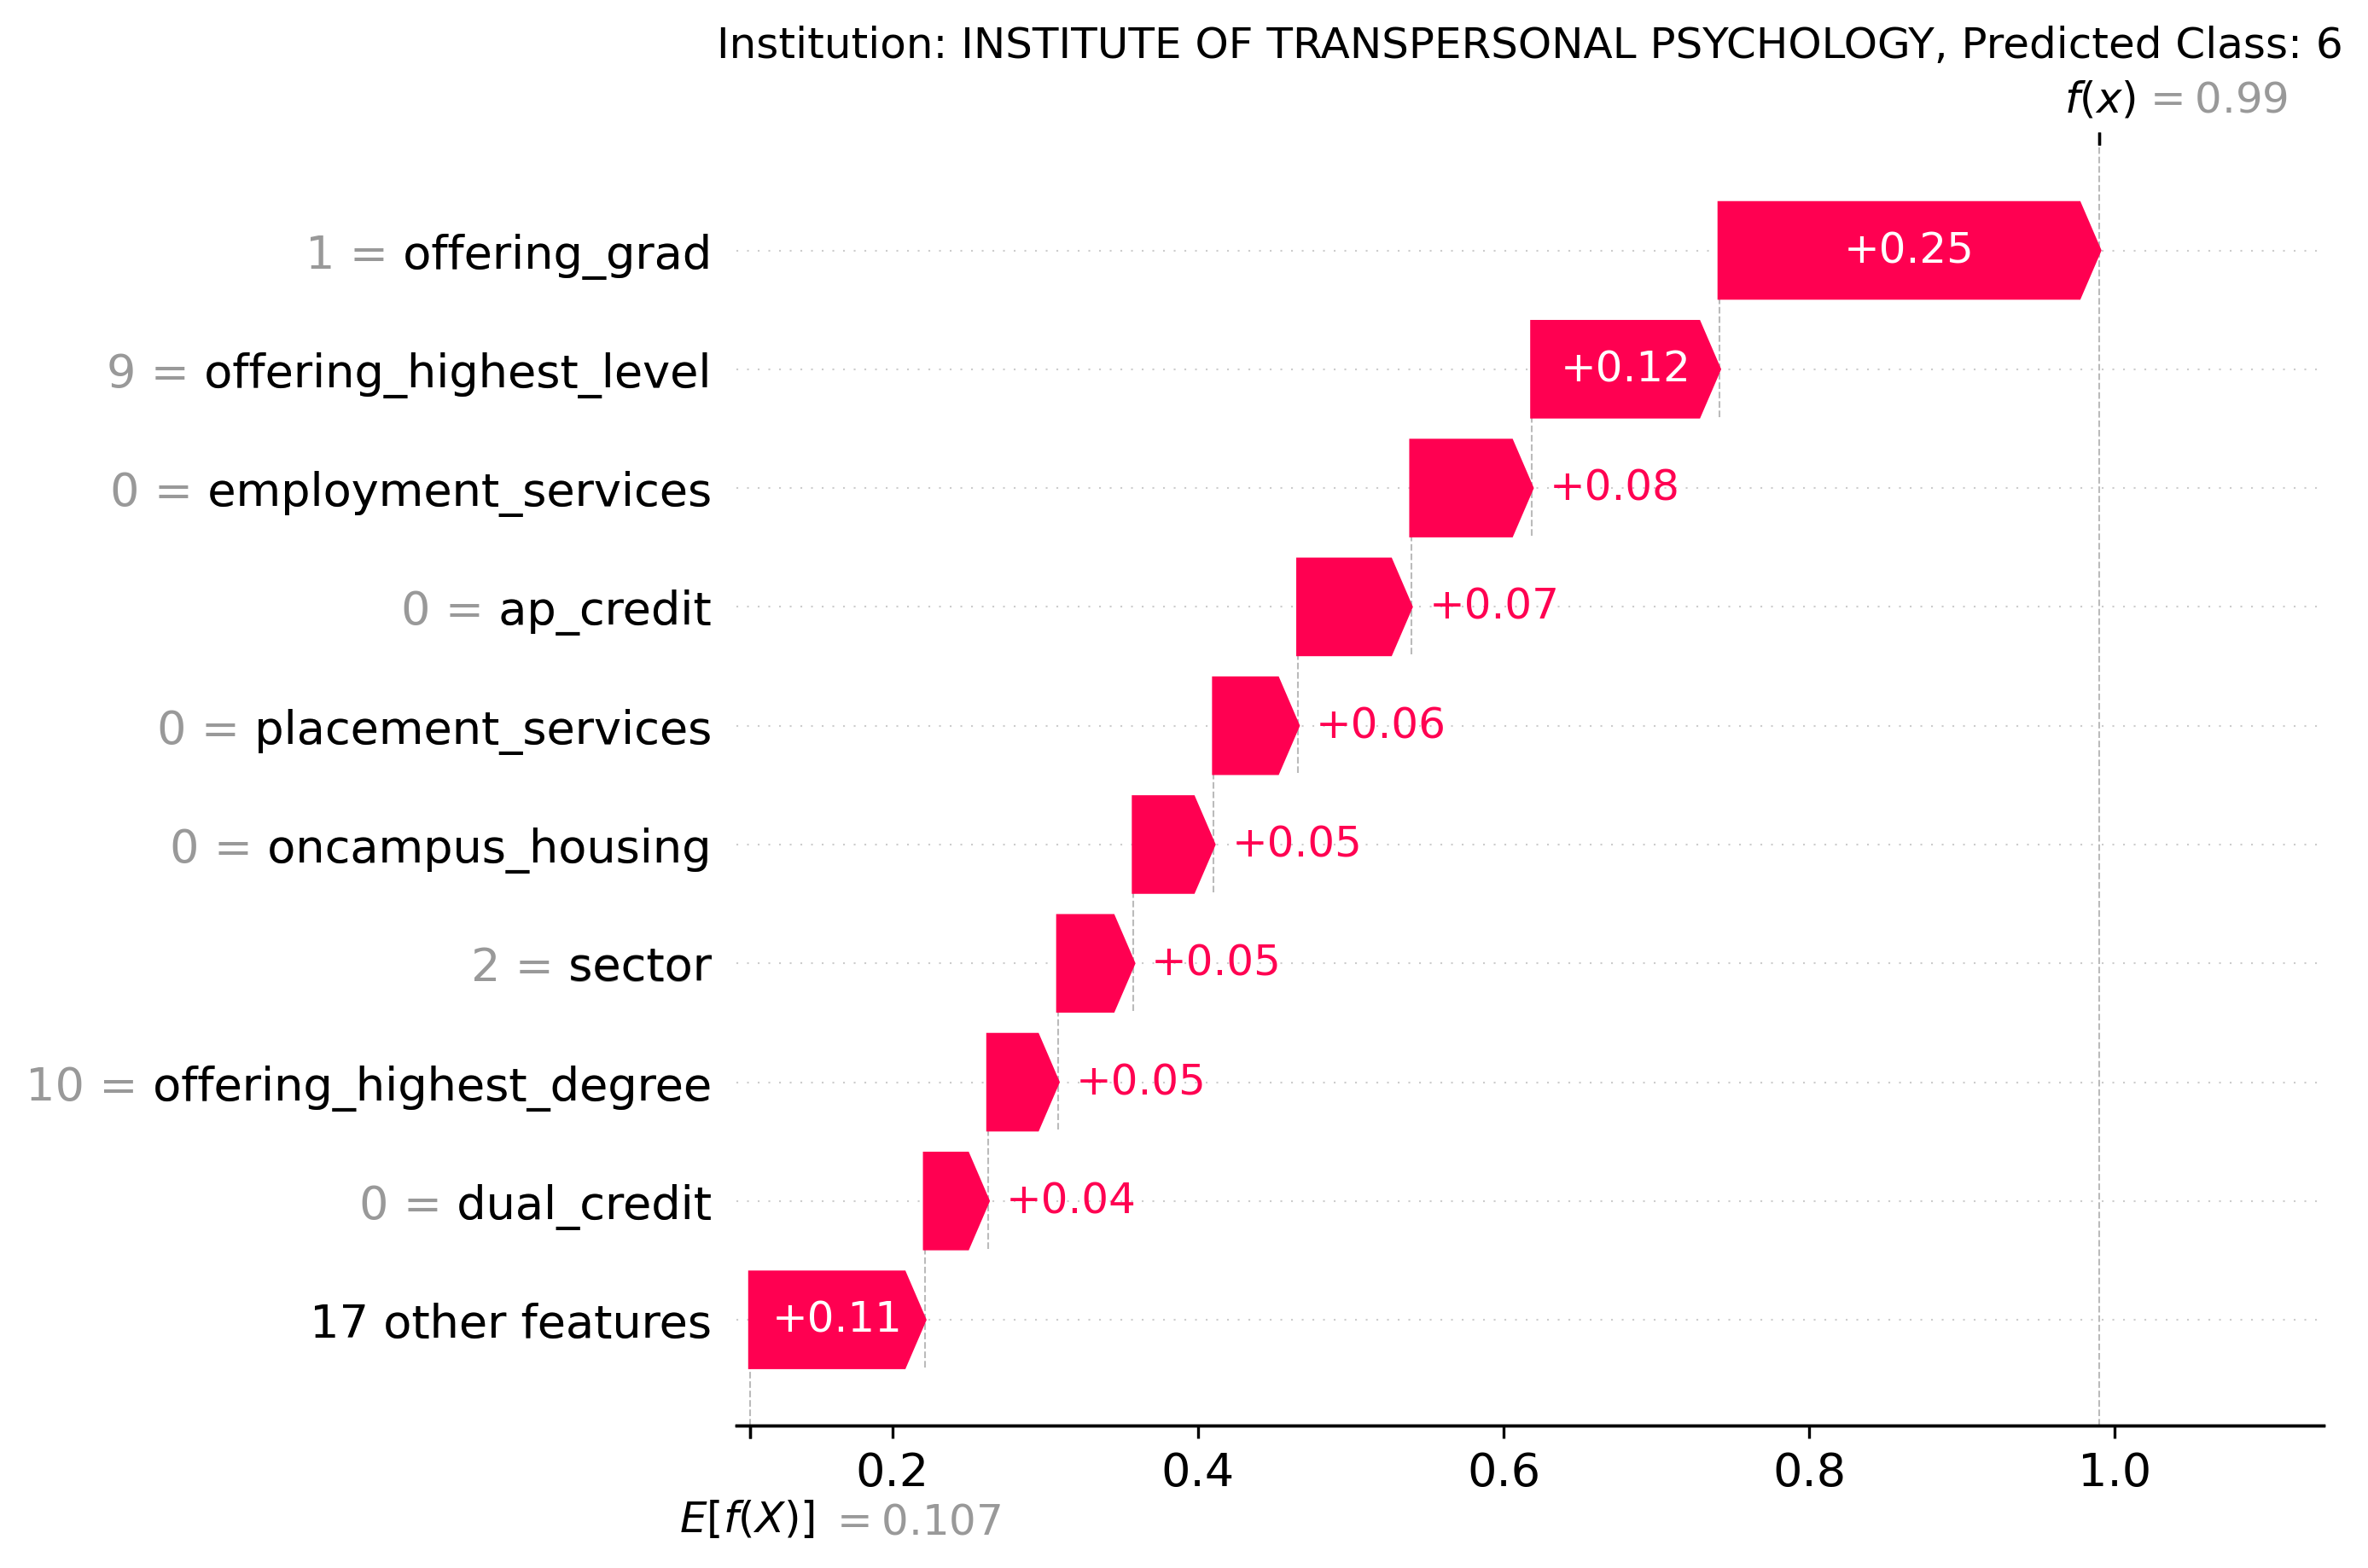 Institution: INSTITUTE OF TRANSPERSONAL PSYCHOLOGY, Predicted Class: 6
f(x) = 0.99
1 = offering_grad +0.25
9 = offering_highest_level +0.12
0 = employment_services +0.08
0 = ap_credit +0.07
0 = placement_services +0.06
0 = oncampus_housing +0.05
2 = sector +0.05
10 = offering_highest_degree +0.05
0 = dual_credit +0.04
17 other features +0.11
0.2 0.4 0.6 0.8 1.0
E[f(X)] = 0.107